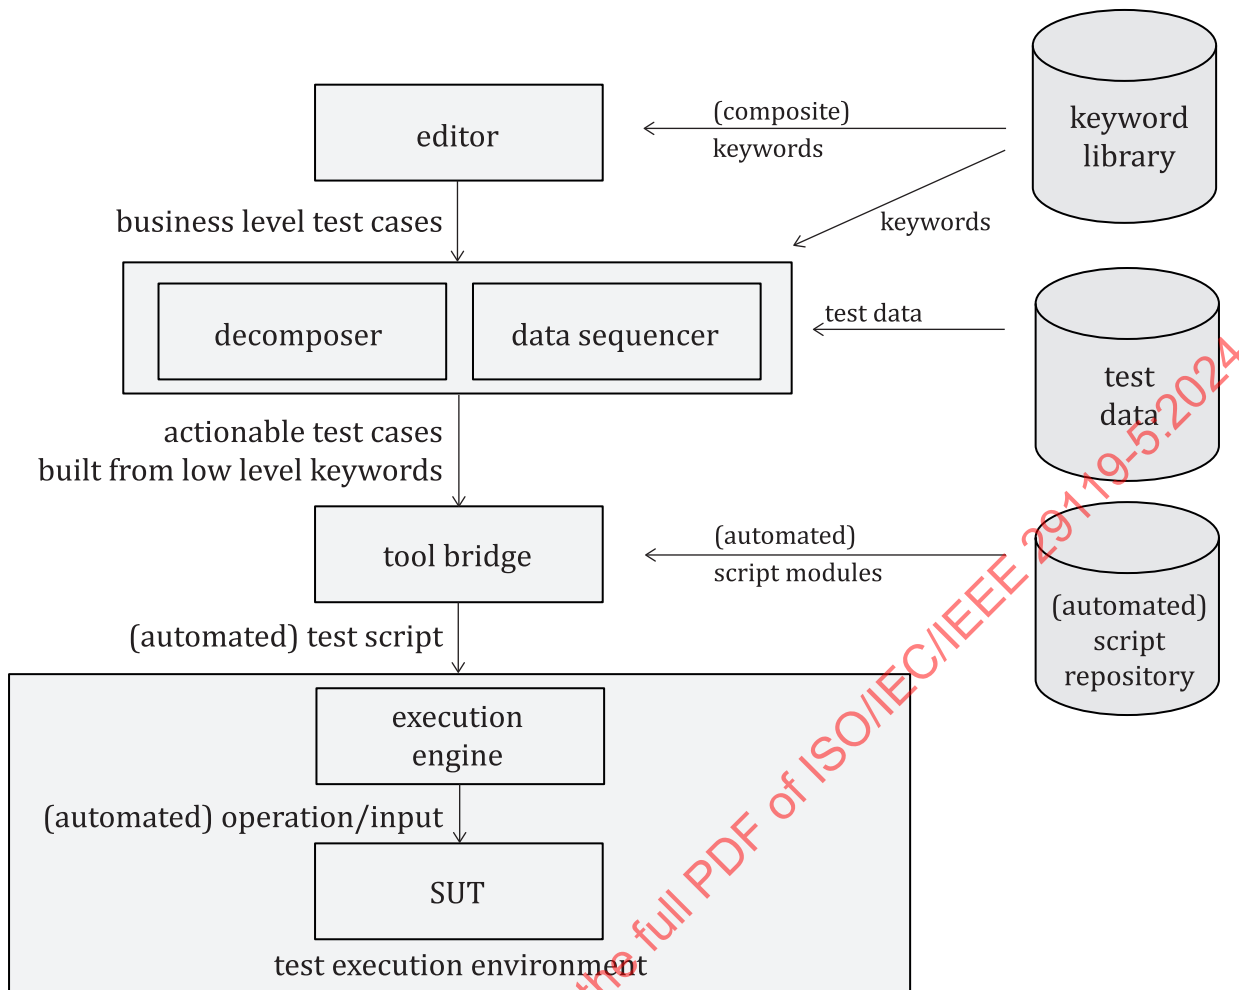 editor
(composite)
keywords
keyword
library
business level test cases
keywords
decomposer
data sequencer
test data
test
data
actionable test cases
built from low level keywords
tool bridge
(automated)
script modules
(automated)
script
repository
(automated) test script
execution
engine
(automated) operation/input
SUT
test execution environment
the full PDF of ISO/IEC/IEEE 29119-5:2024